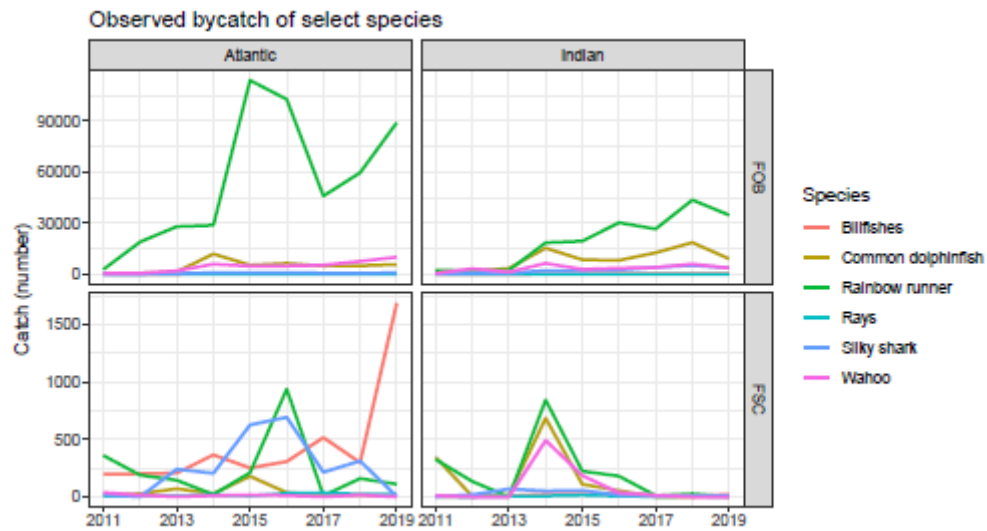 Observed bycatch of select species
Atlantic
Indian
90000
60000
30000
0
FOB
Catch (number)
1500
1000
500
0
FSC
2011 2013 2015 2017 2019
2011 2013 2015 2017 2019
Species
Billfishes
Common dolphinfish
Rainbow runner
Rays
Silky shark
Wahoo